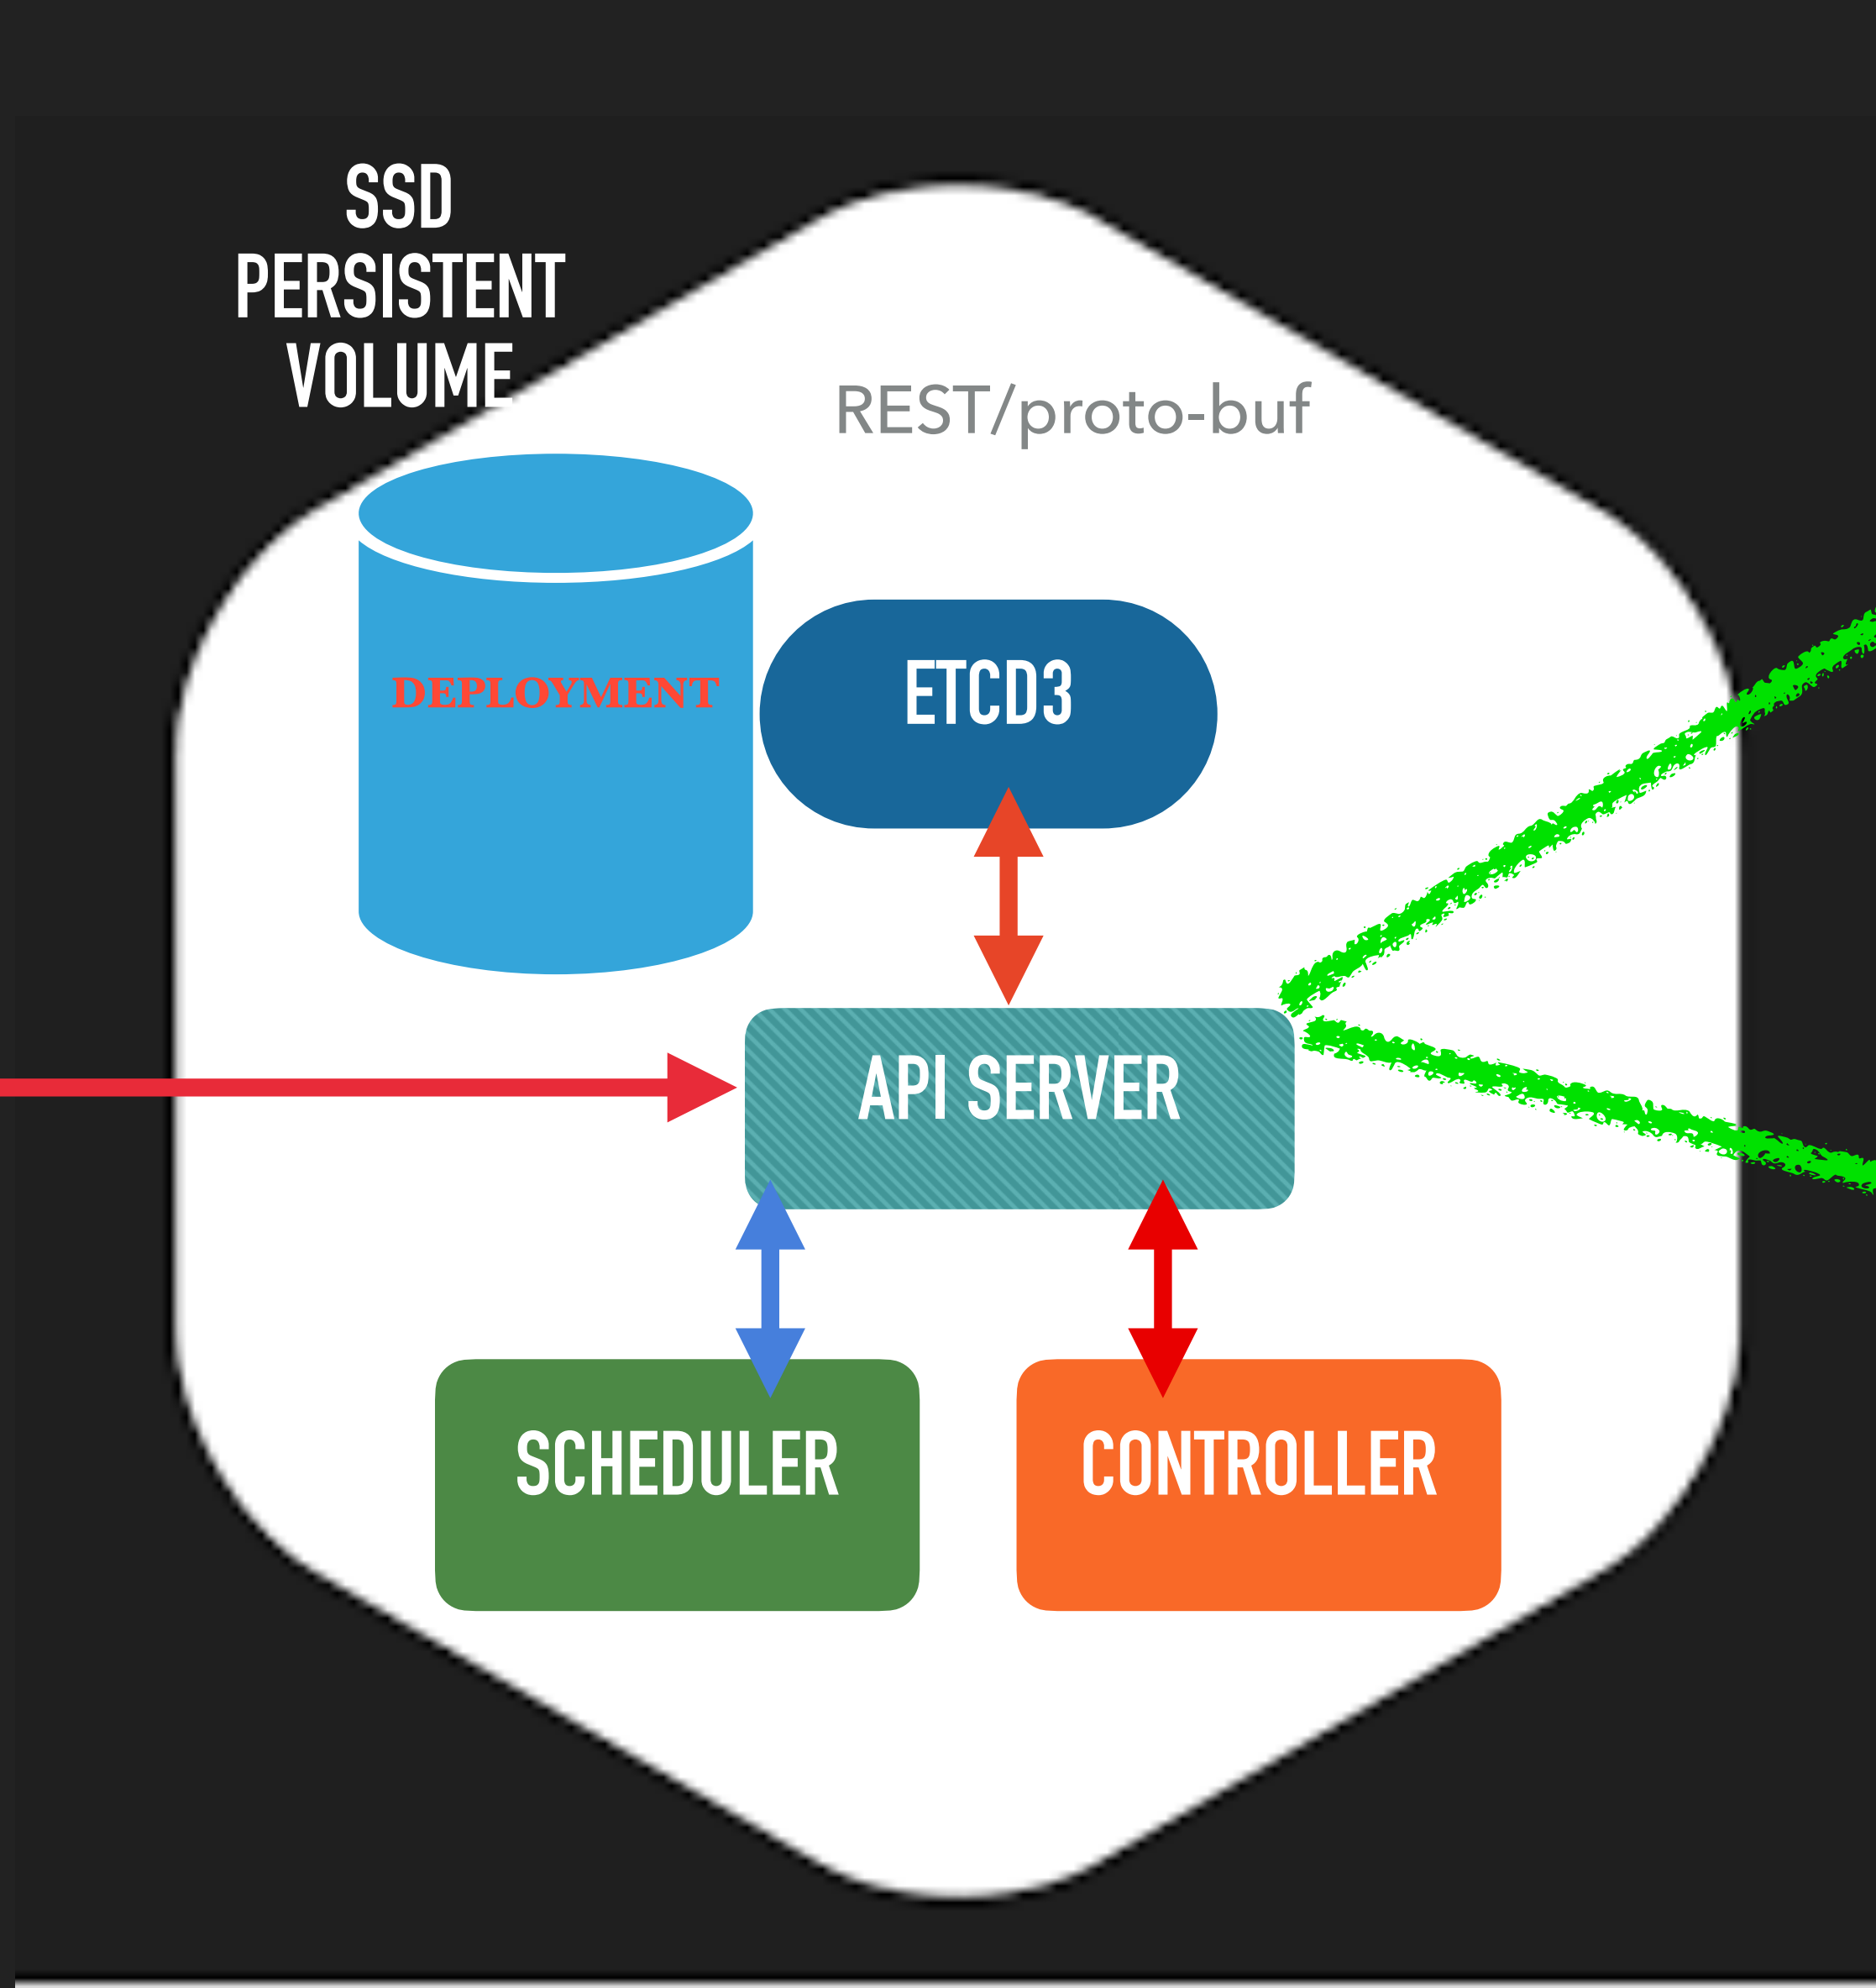 SSD
PERSISTENT
VOLUME
REST/proto-buf
DEPLOYMENT
ETCD3
API SERVER
SCHEDULER
CONTROLLER